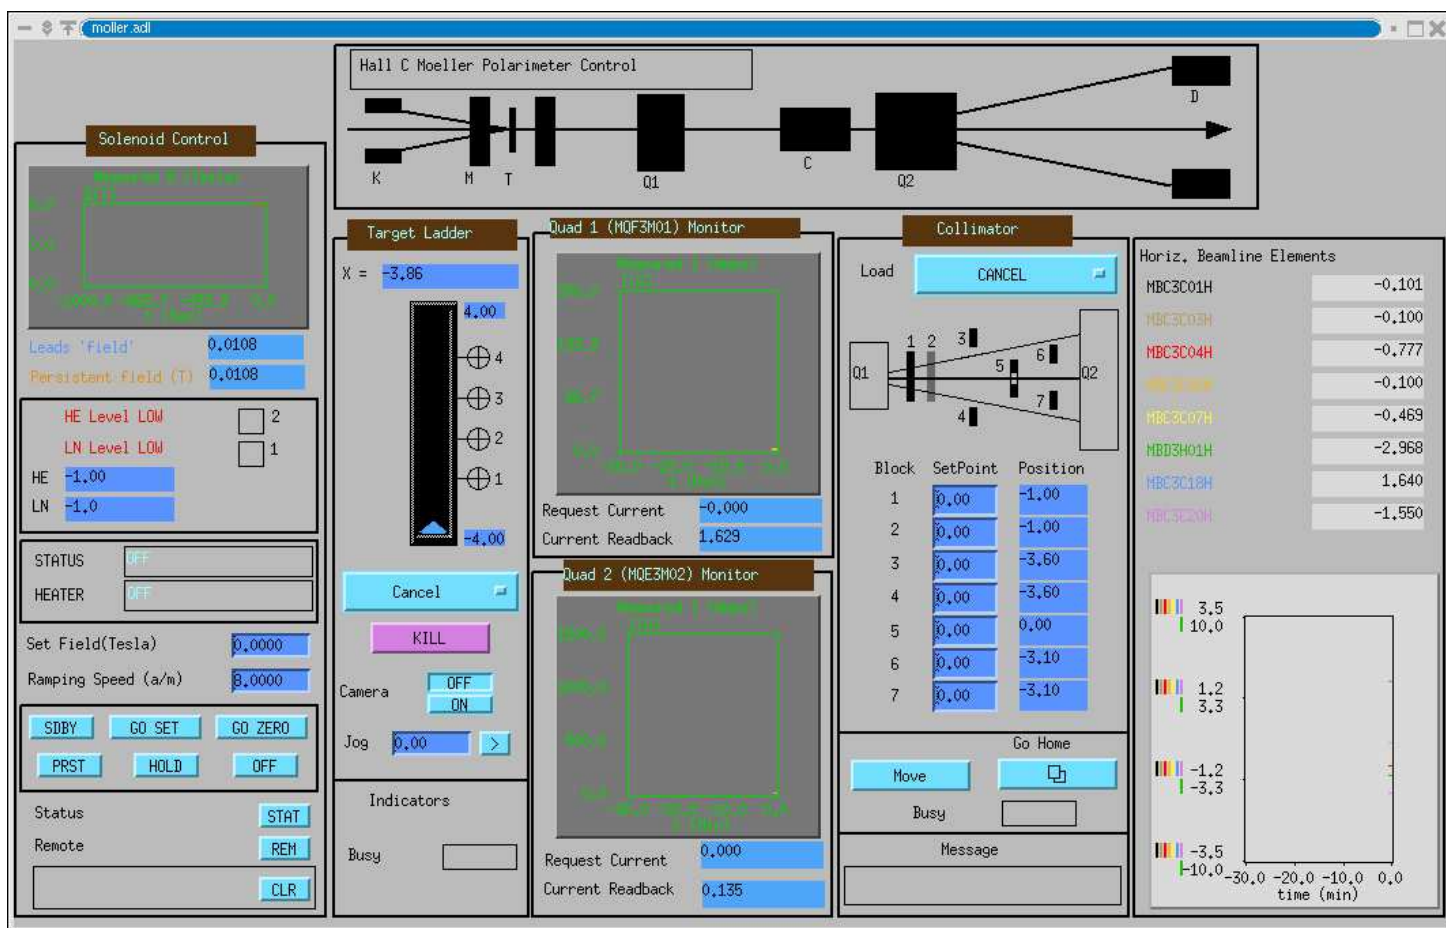 moller.adl
Hall C Moeller Polarimeter Control
D
K M T Q1 C Q2
Solenoid Control
Leads 'field' 0.0108
Persistent field (T) 0.0108
HE Level LOW 2
LN Level LOW 1
HE -1.00
LN -1.0
STATUS OFF
HEATER OFF
Set Field(Tesla) 0.0000
Ramping Speed (a/m) 8.0000
SDBY GO SET GO ZERO
PRST HOLD OFF
Status STAT
Remote REM
CLR
Target Ladder
X = -3.86
4.00
4
3
2
1
-4.00
Cancel
KILL
Camera OFF
ON
Jog 0.00 >
Indicators
Busy
Quad 1 (MQF3M01) Monitor
Request Current -0.000
Current Readback 1.629
Quad 2 (MQE3M02) Monitor
Request Current 0.000
Current Readback 0.135
Collimator
Load CANCEL
1 2 3
5 6
Q1 Q2
4 7
Block SetPoint Position
1 0.00 -1.00
2 0.00 -1.00
3 0.00 -3.60
4 0.00 -3.60
5 0.00 0.00
6 0.00 -3.10
7 0.00 -3.10
Go Home
Move
Busy
Message
Horiz. Beamline Elements
MBC3C01H -0.101
MBC3C03H -0.100
MBC3C04H -0.777
-0.100
MBC3C07H -0.469
MBD3H01H -2.968
MBC3C18H 1.640
MBC3C20H -1.550
3.5
10.0
1.2
3.3
-1.2
-3.3
-3.5
-10.0
-30.0 -20.0 -10.0 0.0
time (min)